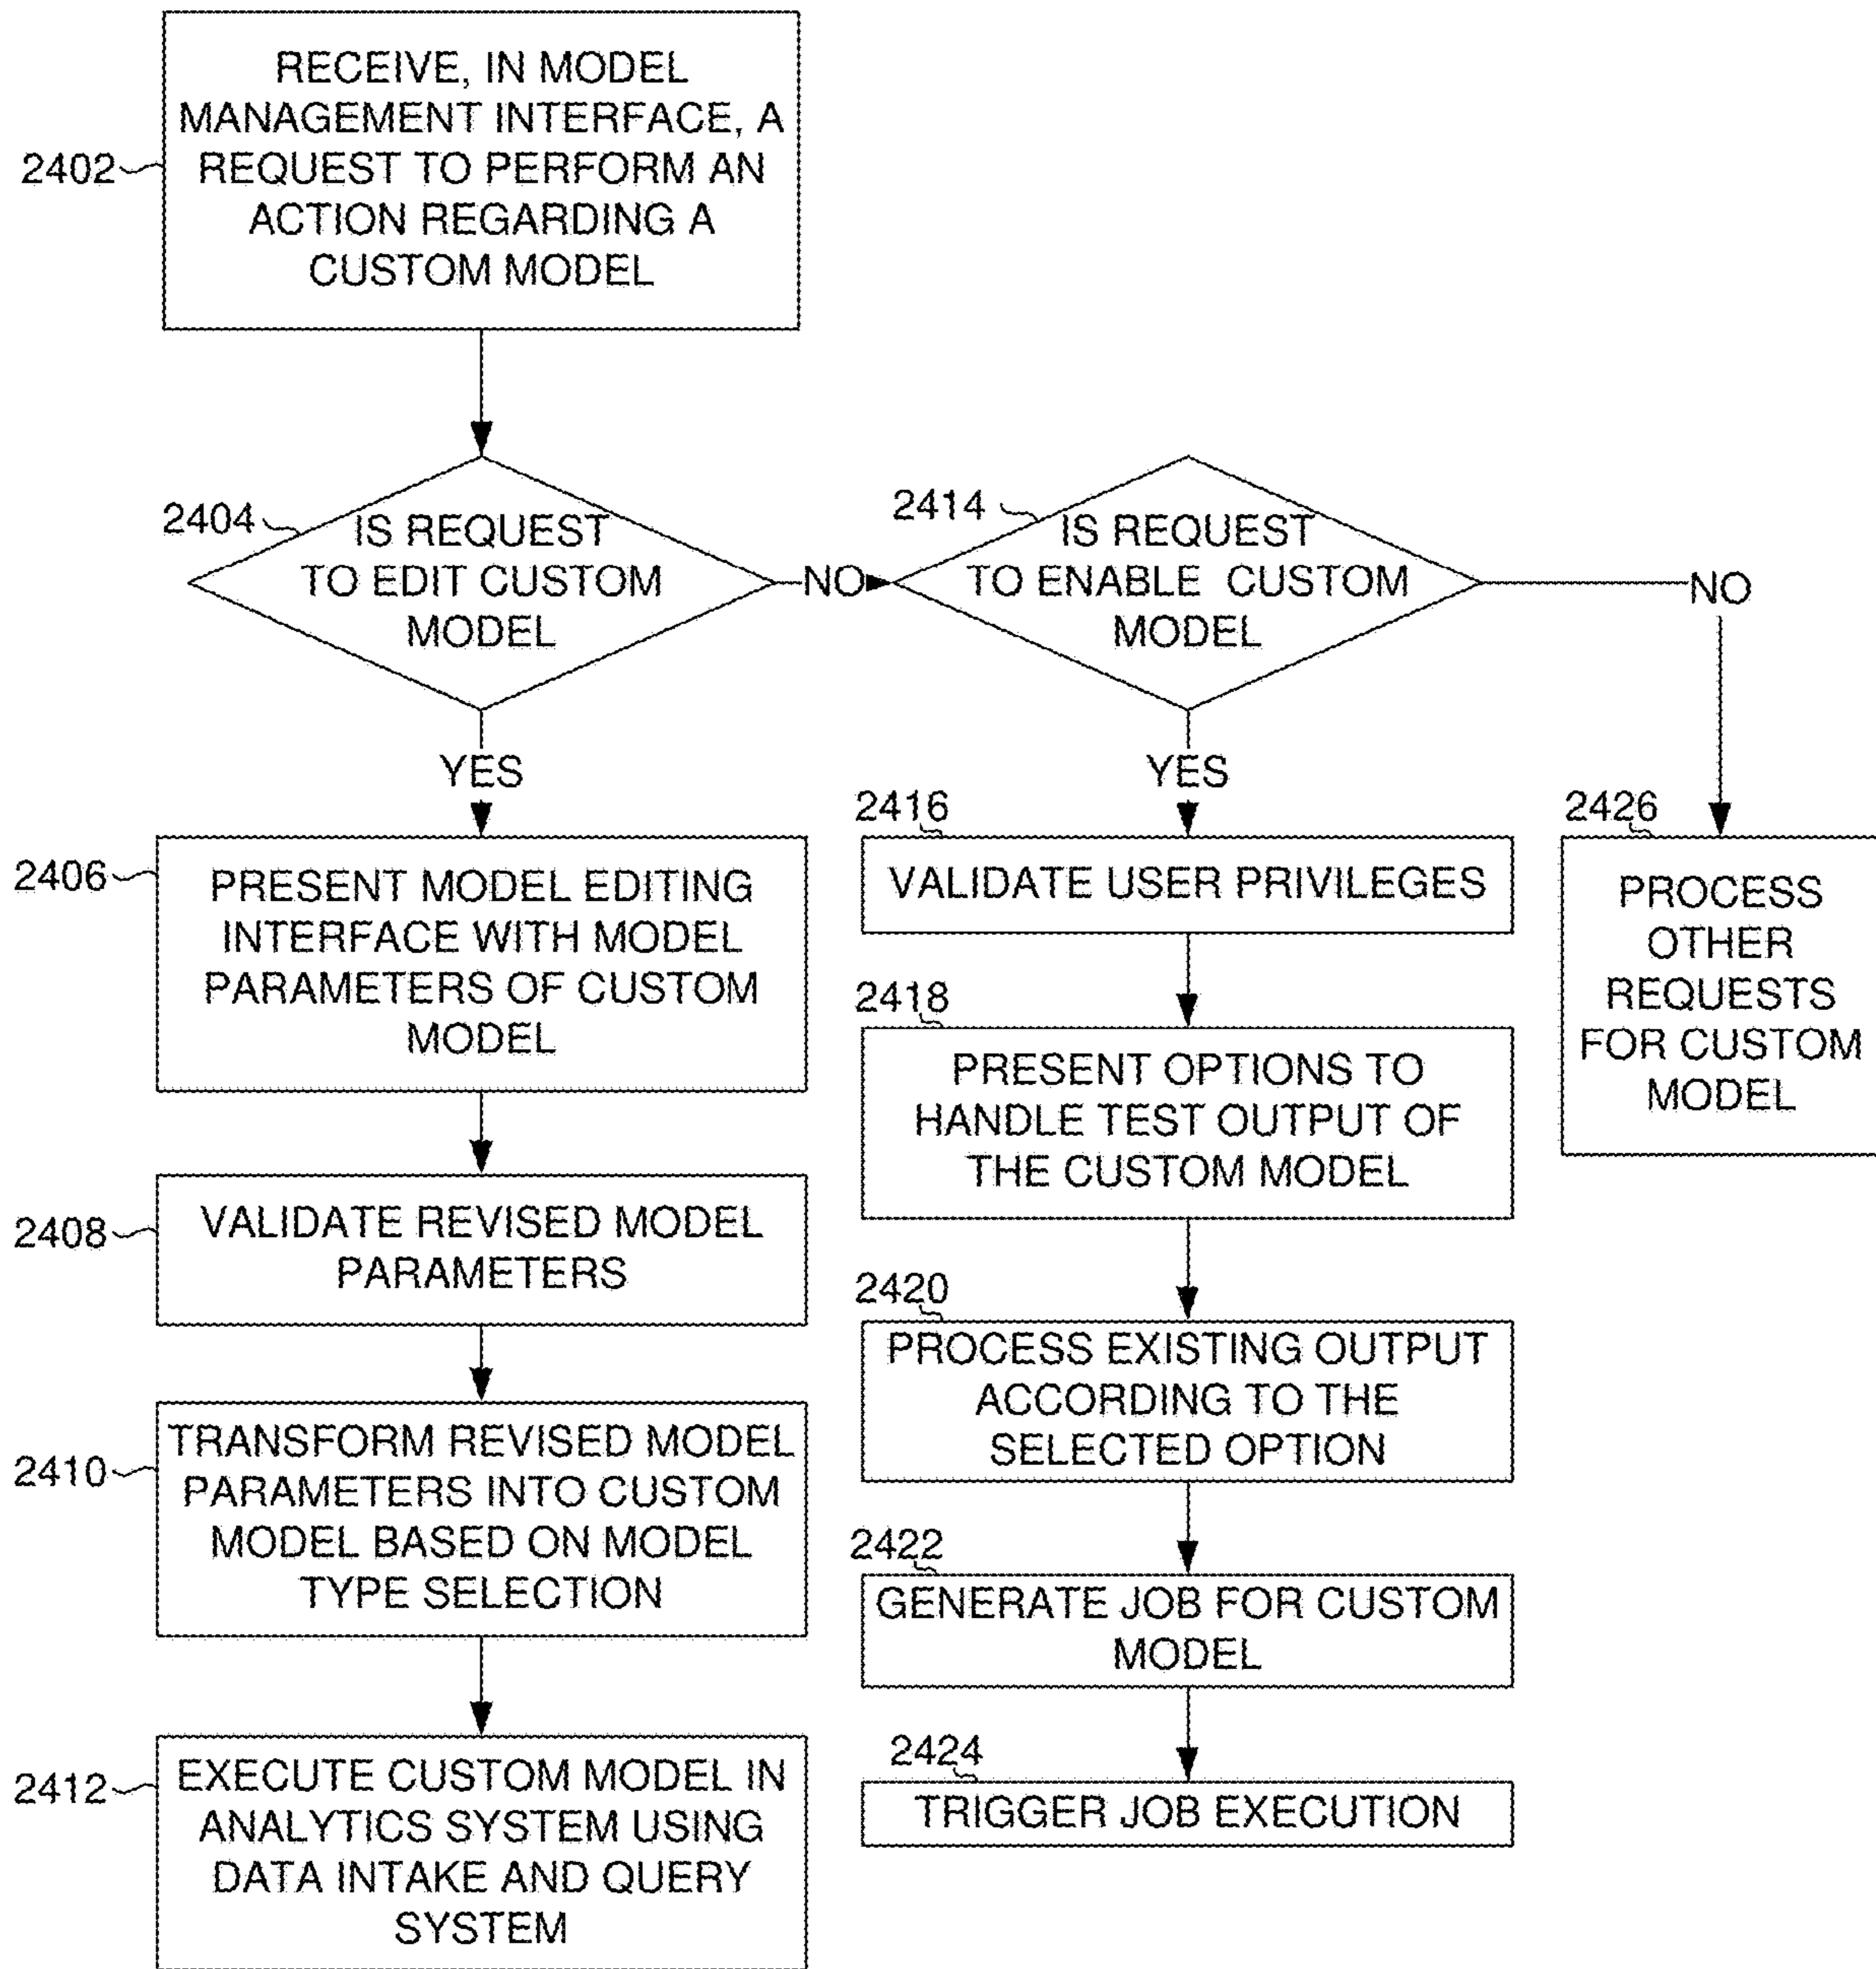 2402
RECEIVE, IN MODEL
MANAGEMENT INTERFACE, A
REQUEST TO PERFORM AN
ACTION REGARDING A
CUSTOM MODEL
2404
IS REQUEST
TO EDIT CUSTOM
MODEL
NO
2414
IS REQUEST
TO ENABLE CUSTOM
MODEL
NO
YES
2406
PRESENT MODEL EDITING
INTERFACE WITH MODEL
PARAMETERS OF CUSTOM
MODEL
2408
VALIDATE REVISED MODEL
PARAMETERS
2410
TRANSFORM REVISED MODEL
PARAMETERS INTO CUSTOM
MODEL BASED ON MODEL
TYPE SELECTION
2412
EXECUTE CUSTOM MODEL IN
ANALYTICS SYSTEM USING
DATA INTAKE AND QUERY
SYSTEM
YES
2416
VALIDATE USER PRIVILEGES
2418
PRESENT OPTIONS TO
HANDLE TEST OUTPUT OF
THE CUSTOM MODEL
2420
PROCESS EXISTING OUTPUT
ACCORDING TO THE
SELECTED OPTION
2422
GENERATE JOB FOR CUSTOM
MODEL
2424
TRIGGER JOB EXECUTION
2426
PROCESS
OTHER
REQUESTS
FOR CUSTOM
MODEL